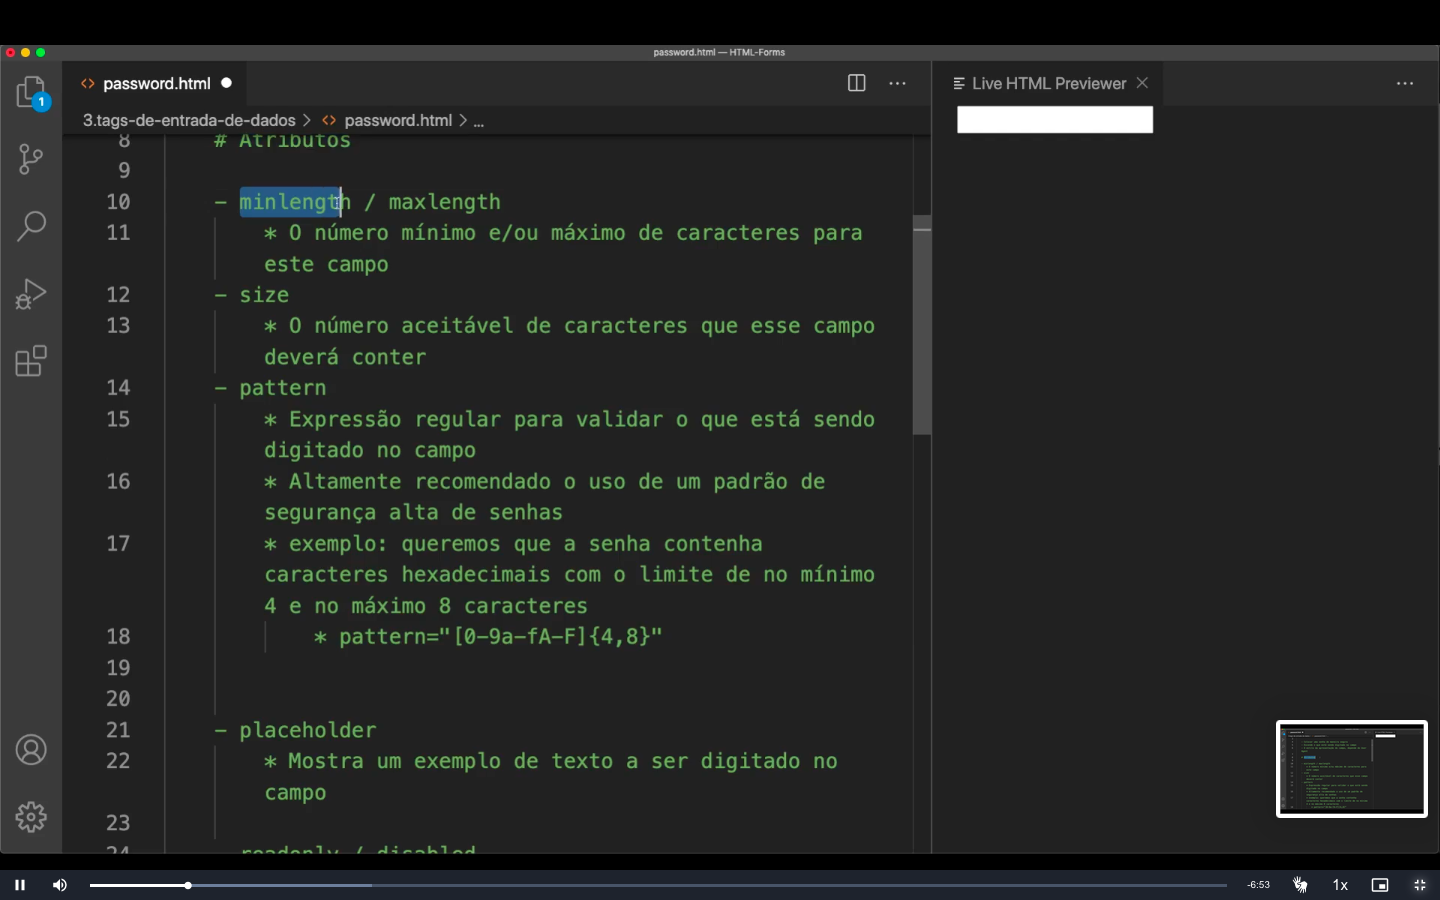 password.html — HTML-Forms
password.html
Live HTML Previewer
1
3.tags-de-entrada-de-dados > password.html > ...
8 # Atributos
9
10 - minlength / maxlength
11 * O número mínimo e/ou máximo de caracteres para
este campo
12 - size
13 * O número aceitável de caracteres que esse campo
deverá conter
14 - pattern
15 * Expressão regular para validar o que está sendo
digitado no campo
16 * Altamente recomendado o uso de um padrão de
segurança alta de senhas
17 * exemplo: queremos que a senha contenha
caracteres hexadecimais com o limite de no mínimo
4 e no máximo 8 caracteres
18 * pattern="[0-9a-fA-F]{4,8}"
19
20
21 - placeholder
22 * Mostra um exemplo de texto a ser digitado no
campo
23
24 readonly / disabled
-6:53
1x